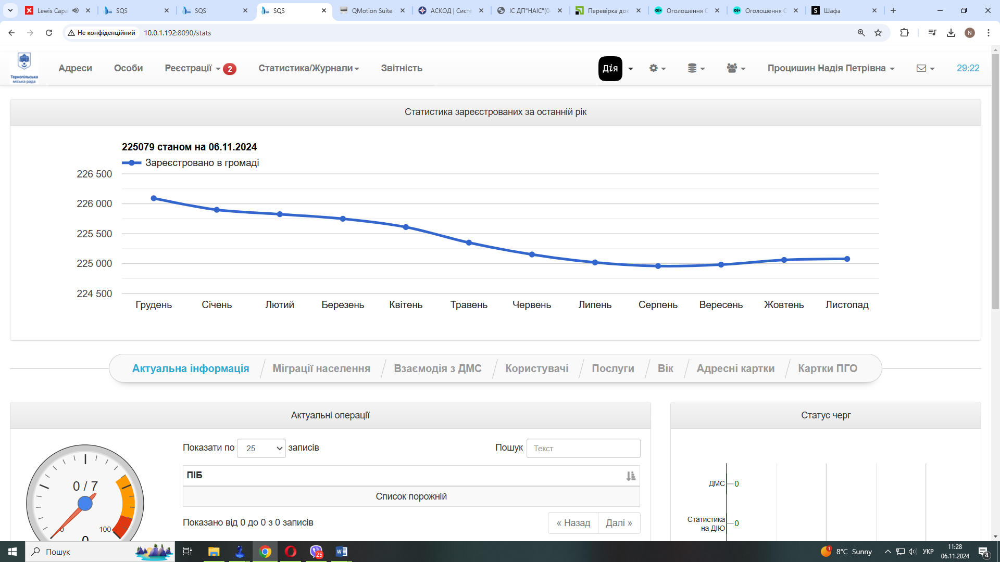 Lewis Capa
SQS
SQS
SQS
QMotion Suite
АСКОД | Систе
ІС ДП"НАІС"(0-
Перевірка док
Оголошення С
Оголошення С
Шафа
Не конфіденційний
10.0.1.192:8090/stats
N
Тернопільська
міська рада
Адреси
Особи
Реєстрації 2
Статистика/Журнали
Звітність
Дія
Процишин Надія Петрівна
29:22
Статистика зареєстрованих за останній рік
225079 станом на 06.11.2024
Зареєстровано в громаді
226 500
226 000
225 500
225 000
224 500
Грудень Січень Лютий Березень Квітень Травень Червень Липень Серпень Вересень Жовтень Листопад
Актуальна інформація
Міграції населення
Взаємодія з ДМС
Користувачі
Послуги
Вік
Адресні картки
Картки ПГО
Актуальні операції
Статус черг
0 / 7
0
100
0
Показати по 25 записів
Пошук Текст
ПІБ
Список порожній
Показано від 0 до 0 з 0 записів
« Назад Далі »
ДМС 0
Статистика
на ДІЮ 0
Пошук
25
1
8°C Sunny
УКР
11:28
06.11.2024
4